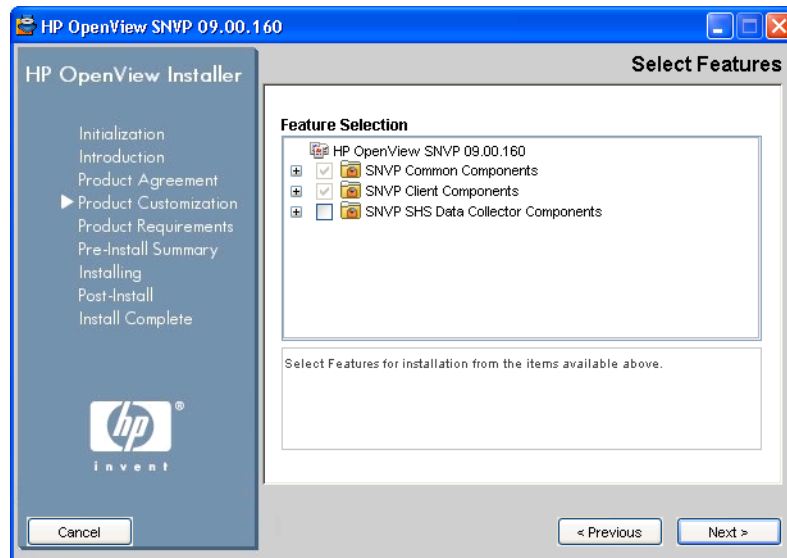 HP OpenView SNVP 09.00.160
HP OpenView Installer
Select Features
Initialization
Introduction
Product Agreement
Product Customization
Product Requirements
Pre-Install Summary
Installing
Post-Install
Install Complete
Feature Selection
HP OpenView SNVP 09.00.160
SNVP Common Components
SNVP Client Components
SNVP SHS Data Collector Components
Select Features for installation from the items available above.
hp
®
invent
Cancel
< Previous
Next >